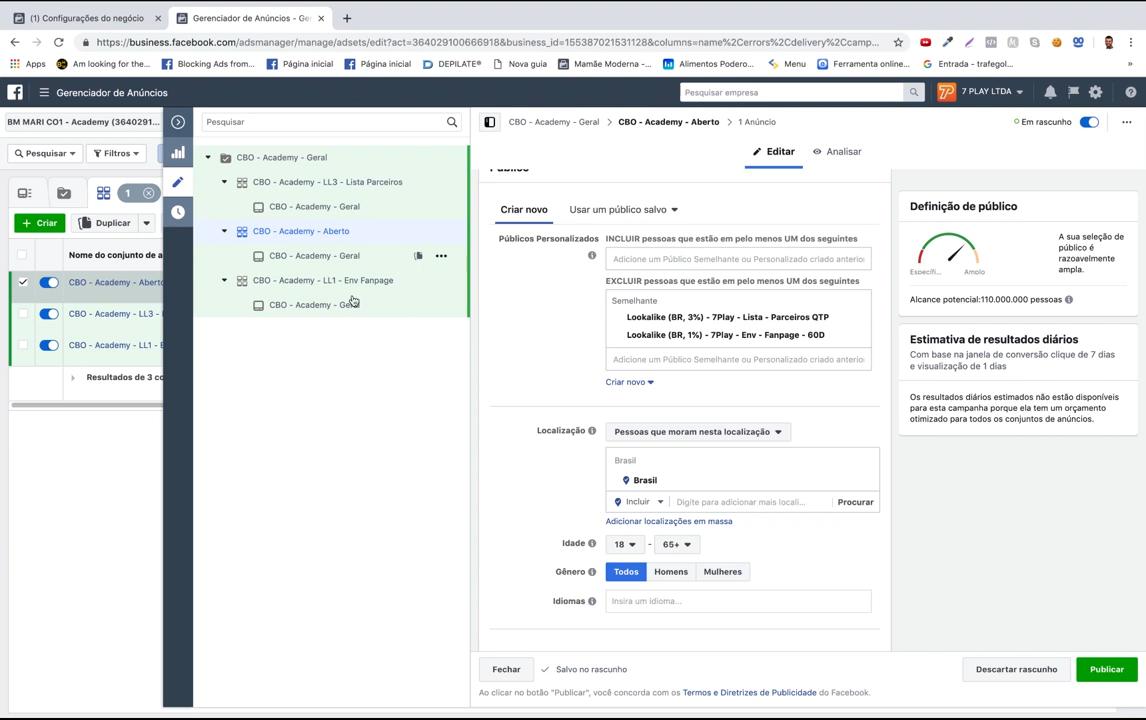 (1) Configurações do negócio
Gerenciador de Anúncios - Ger
https://business.facebook.com/adsmanager/manage/adsets/edit?act=364029100666918&business_id=155387021531128&columns=name%2Cerrors%2Cdelivery%2Ccamp...
Apps
Am looking for the...
Blocking Ads from...
Página inicial
Página inicial
DEPILATE®
Nova guia
Mamãe Moderna -...
Alimentos Podero...
Menu
Ferramenta online...
Entrada - trafegol...
»
Gerenciador de Anúncios
Pesquisar empresa
7 PLAY LTDA
BM MARI CO1 - Academy (3640291...
Pesquisar
CBO - Academy - Geral > CBO - Academy - Aberto > 1 Anúncio
Em rascunho
Pesquisar
Filtros
Editar
Analisar
1
Criar
Duplicar
Nome do conjunto de a
CBO - Academy - Aberto
CBO - Academy - LL3 -
CBO - Academy - LL1 - E
Resultados de 3 co
CBO - Academy - Geral
CBO - Academy - LL3 - Lista Parceiros
CBO - Academy - Geral
CBO - Academy - Aberto
CBO - Academy - Geral
CBO - Academy - LL1 - Env Fanpage
CBO - Academy - Geral
Público
Criar novo
Usar um público salvo
Públicos Personalizados
INCLUIR pessoas que estão em pelo menos UM dos seguintes
Adicione um Público Semelhante ou Personalizado criado anterior
EXCLUIR pessoas que estão em pelo menos UM dos seguintes
Semelhante
Lookalike (BR, 3%) - 7Play - Lista - Parceiros QTP
Lookalike (BR, 1%) - 7Play - Env - Fanpage - 60D
Adicione um Público Semelhante ou Personalizado criado anterior
Criar novo
Localização
Pessoas que moram nesta localização
Brasil
Brasil
Incluir
Digite para adicionar mais locali...
Procurar
Adicionar localizações em massa
Idade
18
-
65+
Gênero
Todos
Homens
Mulheres
Idiomas
Insira um idioma...
Definição de público
Específi...
Amplo
A sua seleção de
público é
razoavelmente
ampla.
Alcance potencial:110.000.000 pessoas
Estimativa de resultados diários
Com base na janela de conversão clique de 7 dias
e visualização de 1 dias
Os resultados diários estimados não estão disponíveis
para esta campanha porque ela tem um orçamento
otimizado para todos os conjuntos de anúncios.
Fechar
Salvo no rascunho
Descartar rascunho
Publicar
Ao clicar no botão "Publicar", você concorda com os Termos e Diretrizes de Publicidade do Facebook.